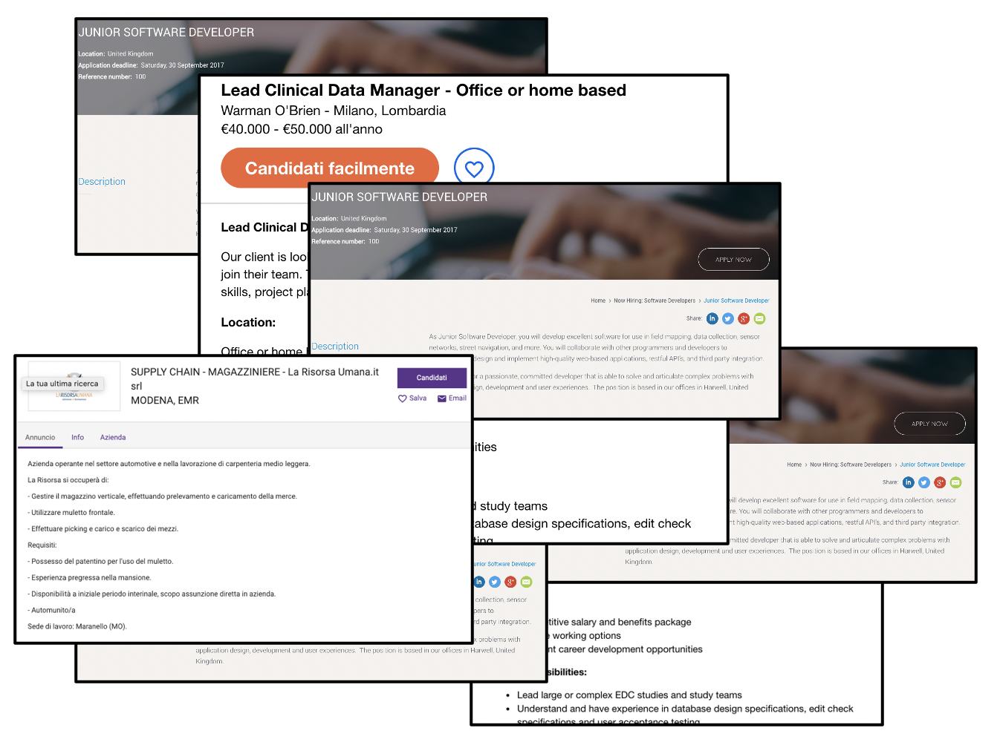 JUNIOR SOFTWARE DEVELOPER
Location: United Kingdom
Application deadline: Saturday, 30 September 2017
Reference number: 100
Description
Lead Clinical Data Manager - Office or home based
Warman O'Brien - Milano, Lombardia
€40.000 - €50.000 all'anno
Candidati facilmente
Lead Clinical D
Our client is loo
join their team.
skills, project pla
Location:
Office or home
JUNIOR SOFTWARE DEVELOPER
Location: United Kingdom
Application deadline: Saturday, 30 September 2017
Reference number: 100
APPLY NOW
Home › Now Hiring: Software Developers › Junior Software Developer
Share:
Description
As Junior Software Developer, you will develop excellent software for use in field mapping, data collection, sensor
networks, street navigation, and more. You will collaborate with other programmers and developers to
design and implement high-quality web-based applications, restful API's, and third party integration.
or a passionate, committed developer that is able to solve and articulate complex problems with
gn, development and user experiences. The position is based in our offices in Harwell, United
La tua ultima ricerca
LARISORSAUMANA
SUPPLY CHAIN - MAGAZZINIERE - La Risorsa Umana.it
srl
MODENA, EMR
Candidati
Salva Email
Annuncio Info Azienda
Azienda operante nel settore automotive e nella lavorazione di carpenteria medio leggera.
La Risorsa si occuperà di:
- Gestire il magazzino verticale, effettuando prelevamento e caricamento della merce.
- Utilizzare muletto frontale.
- Effettuare picking e carico e scarico dei mezzi.
Requisiti:
- Possesso del patentino per l'uso del muletto.
- Esperienza pregressa nella mansione.
- Disponibilità a iniziale periodo interinale, scopo assunzione diretta in azienda.
- Automunito/a
Sede di lavoro: Maranello (MO).
ities
d study teams
abase design specifications, edit check
ting
APPLY NOW
Home › Now Hiring: Software Developers › Junior Software Developer
Share:
will develop excellent software for use in field mapping, data collection, sensor
re. You will collaborate with other programmers and developers to
nt high-quality web-based applications, restful API's, and third party integration.
mitted developer that is able to solve and articulate complex problems with
application design, development and user experiences. The position is based in our offices in Harwell, United
Kingdom.
unior Software Developer
collection, sensor
pers to
rd party integration.
x problems with
application design, development and user experiences. The position is based in our offices in Harwell, United
Kingdom.
titive salary and benefits package
e working options
nt career development opportunities
sibilities:
• Lead large or complex EDC studies and study teams
• Understand and have experience in database design specifications, edit check
specifications and user acceptance testing